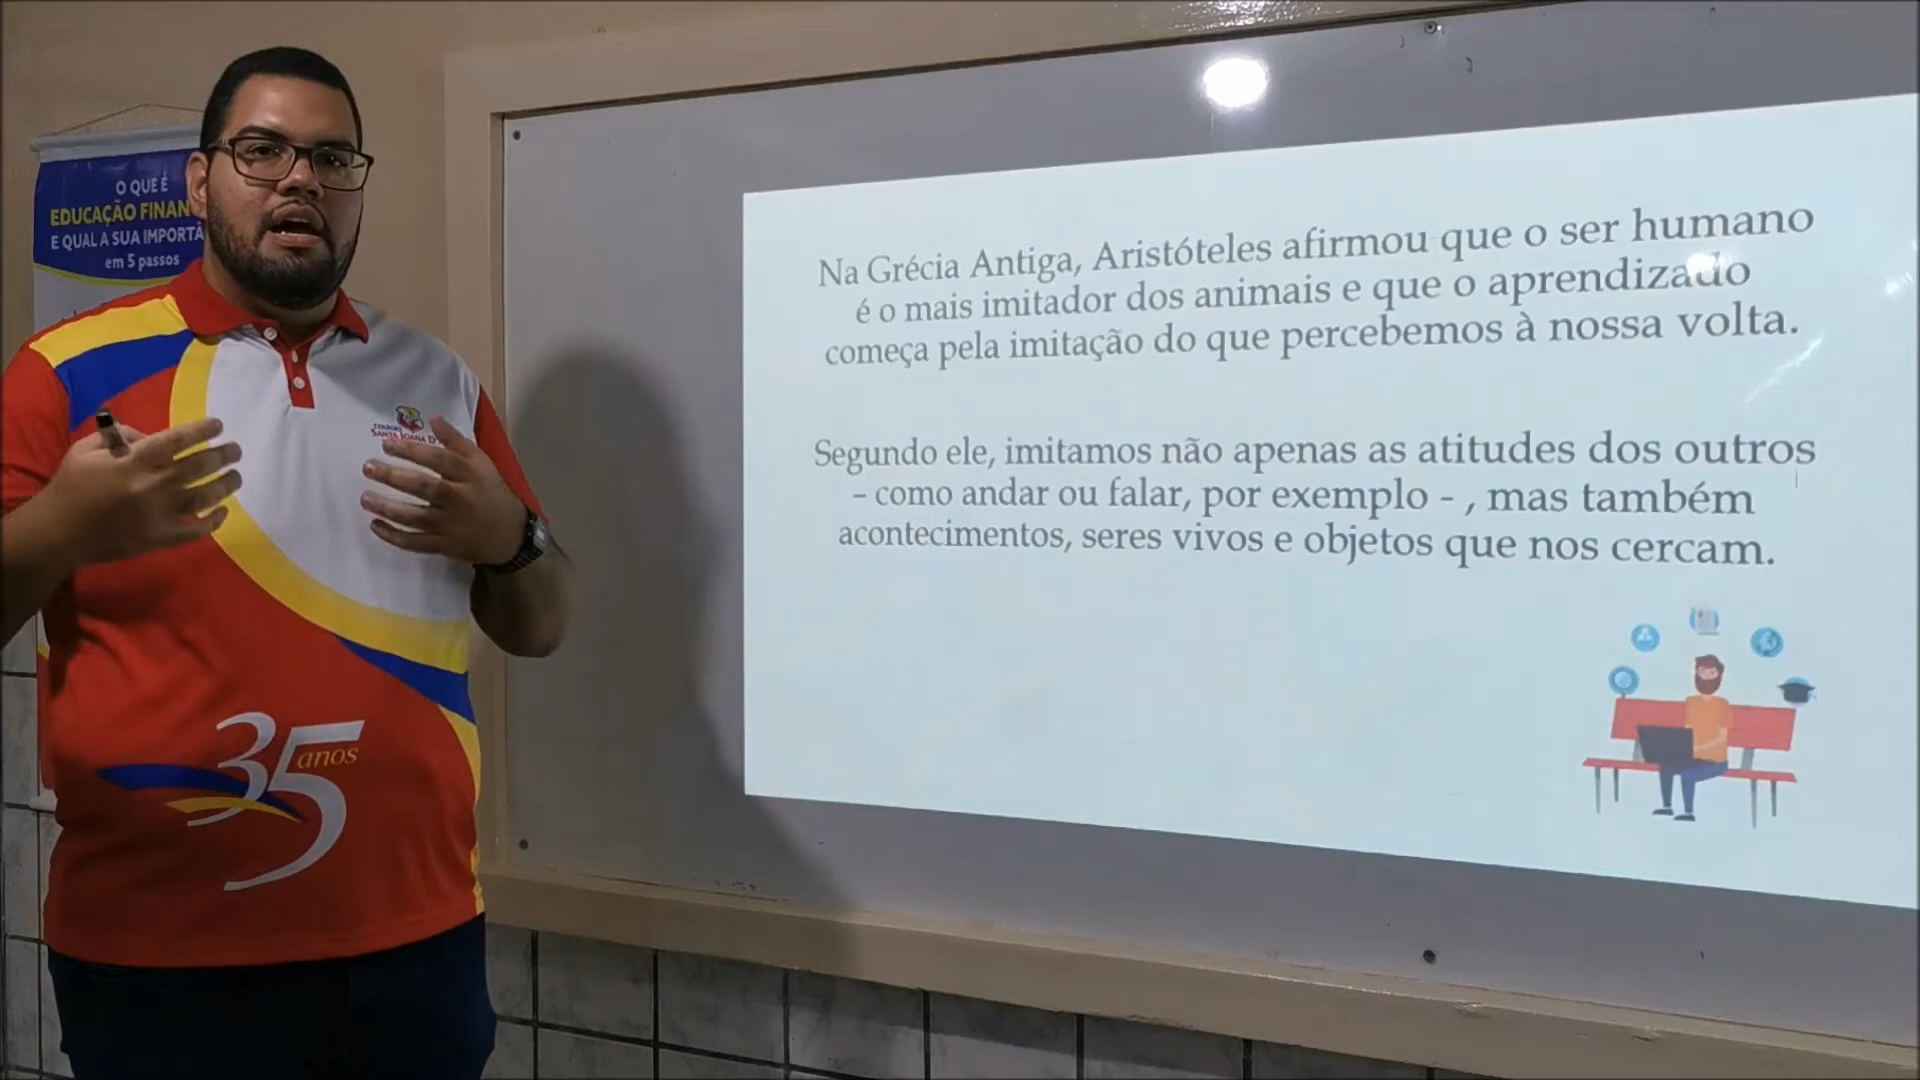 O QUE É
EDUCAÇÃO FINAN
E QUAL A SUA IMPORTÂ
em 5 passos
SANTA JOANA D'
35
anos
Na Grécia Antiga, Aristóteles afirmou que o ser humano
é o mais imitador dos animais e que o aprendizado
começa pela imitação do que percebemos à nossa volta.
Segundo ele, imitamos não apenas as atitudes dos outros
– como andar ou falar, por exemplo - , mas também
acontecimentos, seres vivos e objetos que nos cercam.